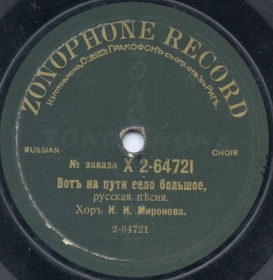 ZONOPHONE RECORD
RUSSIAN
CHOIR
№ заказа X 2-64721
Вотъ на пути село большое,
русская пѣсня.
Хоръ И. И. Миронова.
2-64721